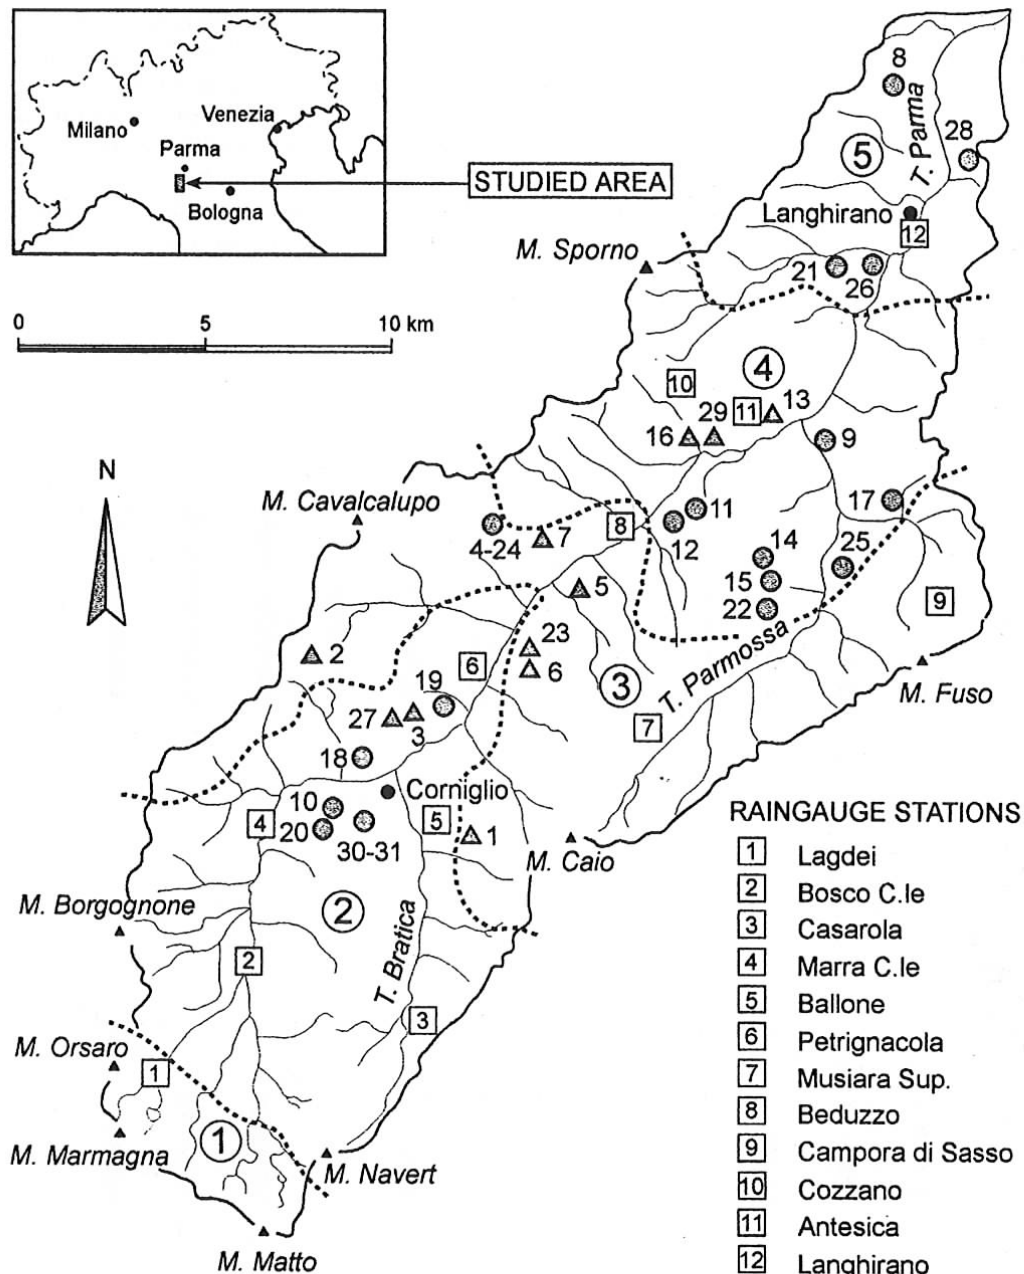 Milano
Venezia
Parma
Bologna
STUDIED AREA
0 5 10 km
N
8
T. Parma
28
5
Langhirano
12
M. Sporno
21
26
4
10
13
29
11
16
9
M. Cavalcalupo
11
17
8
4-24
7
12
14
25
15
5
22
9
23
2
6
6
T. Parmossa
3
M. Fuso
19
27
3
7
18
Corniglio
10
4
5
20
1
30-31
M. Caio
M. Borgognone
2
T. Bratica
2
3
M. Orsaro
1
1
M. Marmagna
M. Navert
M. Matto
RAINGAUGE STATIONS
1 Lagdei
2 Bosco C.le
3 Casarola
4 Marra C.le
5 Ballone
6 Petrignacola
7 Musiara Sup.
8 Beduzzo
9 Campora di Sasso
10 Cozzano
11 Antesica
12 Langhirano